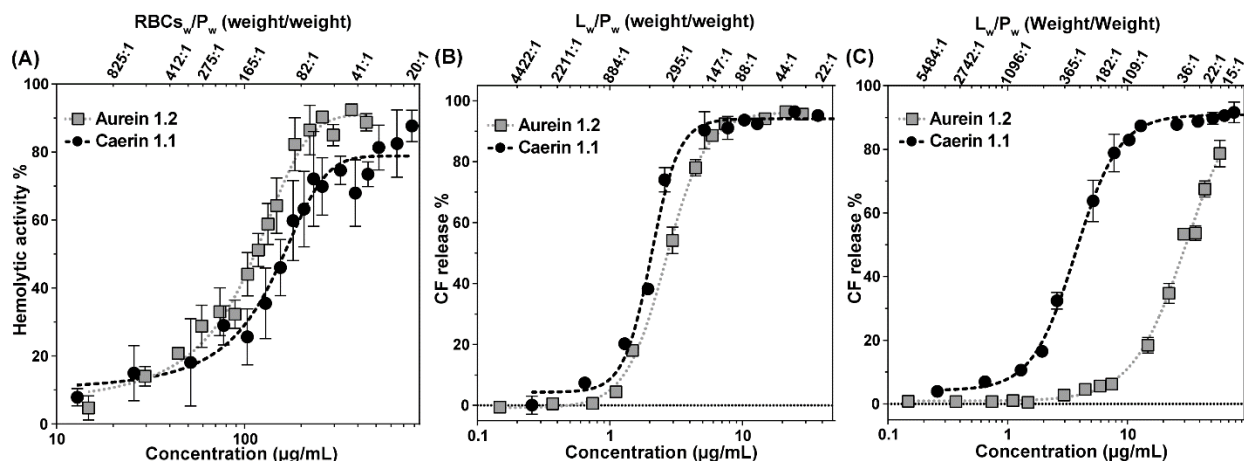 RBCsw/Pw (weight/weight)
(A)
825:1 412:1 275:1 165:1 82:1 41:1 20:1
Aurein 1.2
Caerin 1.1
Hemolytic activity %
100
80
60
40
20
0
10 100 1000
Concentration (µg/mL)
Lw/Pw (weight/weight)
(B)
4422:1 2211:1 884:1 295:1 147:1 88:1 44:1 22:1
Aurein 1.2
Caerin 1.1
CF release %
100
80
60
40
20
0
0.1 1 10
Concentration (µg/mL)
Lw/Pw (Weight/Weight)
(C)
5484:1 2742:1 1096:1 365:1 182:1 109:1 36:1 22:1 15:1
Aurein 1.2
Caerin 1.1
CF release %
100
80
60
40
20
0
0.1 1 10
Concentration (µg/mL)